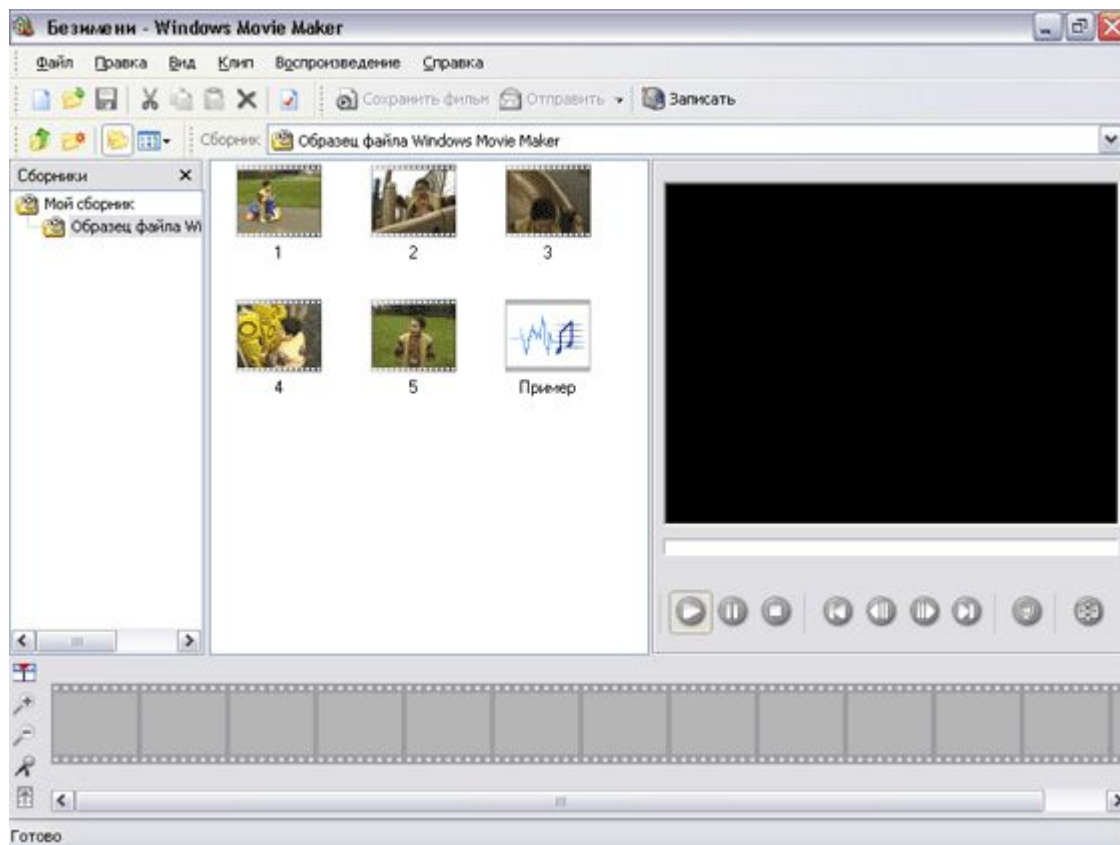 Безимени - Windows Movie Maker
Файл Правка Вид Клип Воспроизведение Справка
Сохранить фильм Отправить Записать
Сборник: Образец файла Windows Movie Maker
Сборники
Мой сборник
Образец файла Wi
1 2 3
4 5 Пример
Готово